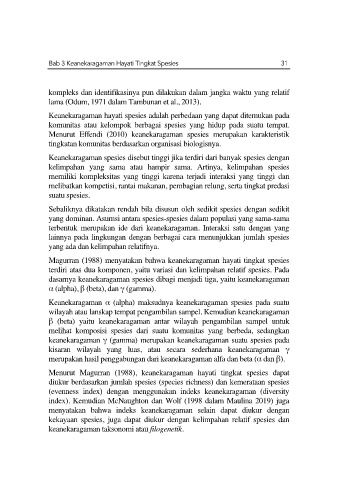 Bab 3 Keanekaragaman Hayati Tingkat Spesies 31
kompleks dan identifikasinya pun dilakukan dalam jangka waktu yang relatif
lama (Odum, 1971 dalam Tambunan et al., 2013).
Keanekaragaman hayati spesies adalah perbedaan yang dapat ditemukan pada
komunitas atau kelompok berbagai spesies yang hidup pada suatu tempat.
Menurut Effendi (2010) keanekaragaman spesies merupakan karakteristik
tingkatan komunitas berdasarkan organisasi biologisnya.
Keanekaragaman spesies disebut tinggi jika terdiri dari banyak spesies dengan
kelimpahan yang sama atau hampir sama. Artinya, kelimpahan spesies
memiliki kompleksitas yang tinggi karena terjadi interaksi yang tinggi dan
melibatkan kompetisi, rantai makanan, pembagian relung, serta tingkat predasi
suatu spesies.
Sebaliknya dikatakan rendah bila disusun oleh sedikit spesies dengan sedikit
yang dominan. Asumsi antara spesies-spesies dalam populasi yang sama-sama
terbentuk merupakan ide dari keanekaragaman. Interaksi satu dengan yang
lainnya pada lingkungan dengan berbagai cara menunjukkan jumlah spesies
yang ada dan kelimpahan relatifnya.
Magurran (1988) menyatakan bahwa keanekaragaman hayati tingkat spesies
terdiri atas dua komponen, yaitu variasi dan kelimpahan relatif spesies. Pada
dasarnya keanekaragaman spesies dibagi menjadi tiga, yaitu keanekaragaman
α (alpha), β (beta), dan γ (gamma).
Keanekaragaman α (alpha) maksudnya keanekaragaman spesies pada suatu
wilayah atau lanskap tempat pengambilan sampel. Kemudian keanekaragaman
β (beta) yaitu keanekaragaman antar wilayah pengambilan sampel untuk
melihat komposisi spesies dari suatu komunitas yang berbeda, sedangkan
keanekaragaman γ (gamma) merupakan keanekaragaman suatu spesies pada
kisaran wilayah yang luas, atau secara sederhana keanekaragaman γ
merupakan hasil penggabungan dari keanekaragaman alfa dan beta (α dan β).
Menurut Magurran (1988), keanekaragaman hayati tingkat spesies dapat
diukur berdasarkan jumlah spesies (species richness) dan kemerataan spesies
(evenness index) dengan menggunakan indeks keanekaragaman (diversity
index). Kemudian McNaughton dan Wolf (1998 dalam Maulina 2019) juga
menyatakan bahwa indeks keanekaragaman selain dapat diukur dengan
kekayaan spesies, juga dapat diukur dengan kelimpahan relatif spesies dan
keanekaragaman taksonomi atau filogenetik.